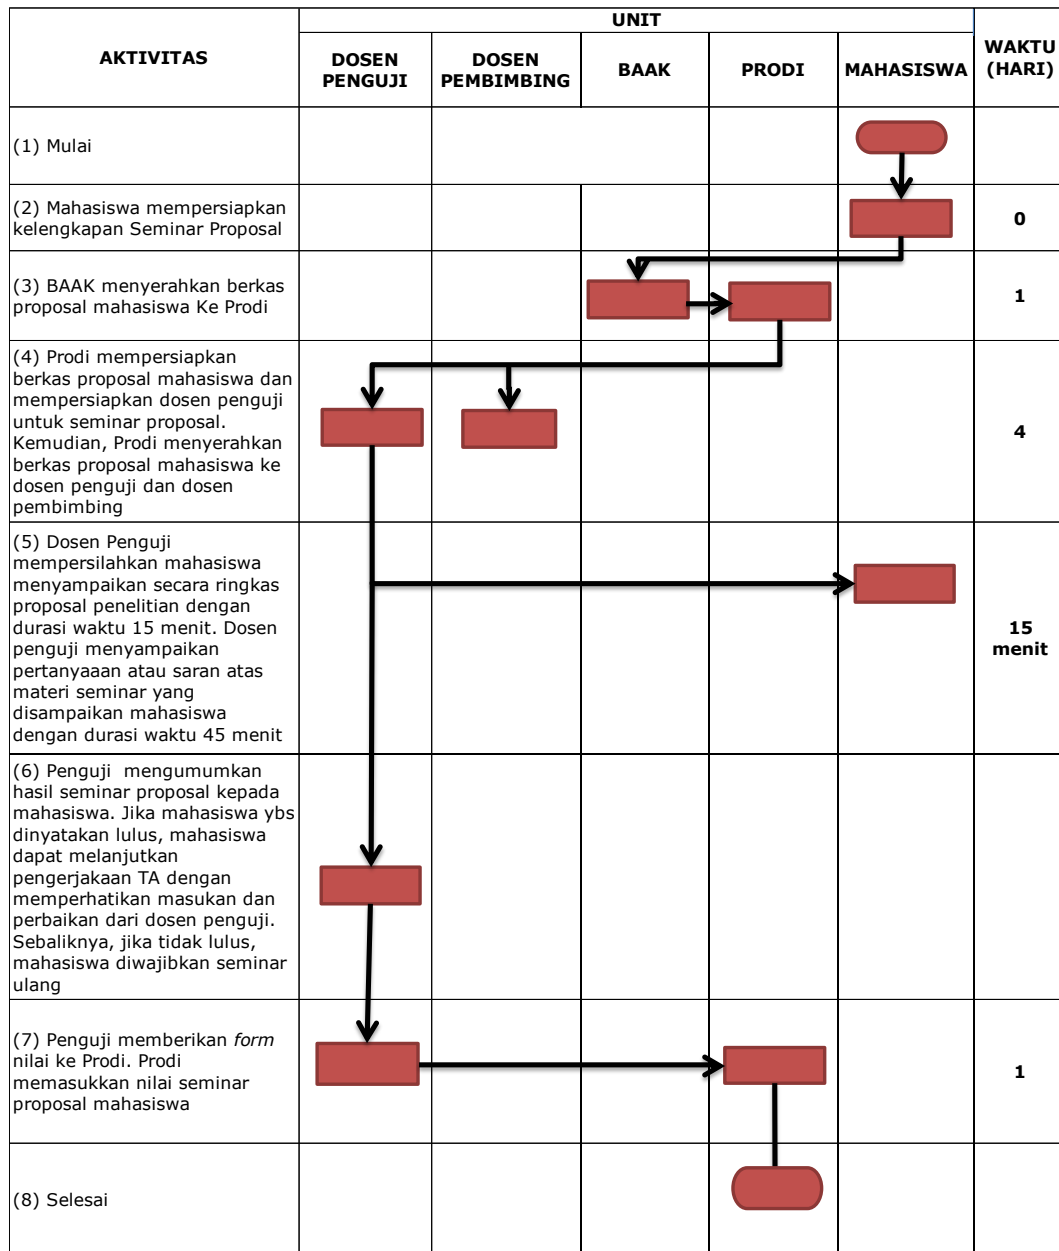 UNIT
AKTIVITAS
DOSEN
PENGUJI
DOSEN
PEMBIMBING
BAAK
PRODI
MAHASISWA
WAKTU
(HARI)
(1) Mulai
(2) Mahasiswa mempersiapkan
kelengkapan Seminar Proposal
0
(3) BAAK menyerahkan berkas
proposal mahasiswa Ke Prodi
1
(4) Prodi mempersiapkan
berkas proposal mahasiswa dan
mempersiapkan dosen penguji
untuk seminar proposal.
Kemudian, Prodi menyerahkan
berkas proposal mahasiswa ke
dosen penguji dan dosen
pembimbing
4
(5) Dosen Penguji
mempersilahkan mahasiswa
menyampaikan secara ringkas
proposal penelitian dengan
durasi waktu 15 menit. Dosen
penguji menyampaikan
pertanyaaan atau saran atas
materi seminar yang
disampaikan mahasiswa
dengan durasi waktu 45 menit
15
menit
(6) Penguji mengumumkan
hasil seminar proposal kepada
mahasiswa. Jika mahasiswa ybs
dinyatakan lulus, mahasiswa
dapat melanjutkan
pengerjakaan TA dengan
memperhatikan masukan dan
perbaikan dari dosen penguji.
Sebaliknya, jika tidak lulus,
mahasiswa diwajibkan seminar
ulang
(7) Penguji memberikan form
nilai ke Prodi. Prodi
memasukkan nilai seminar
proposal mahasiswa
1
(8) Selesai